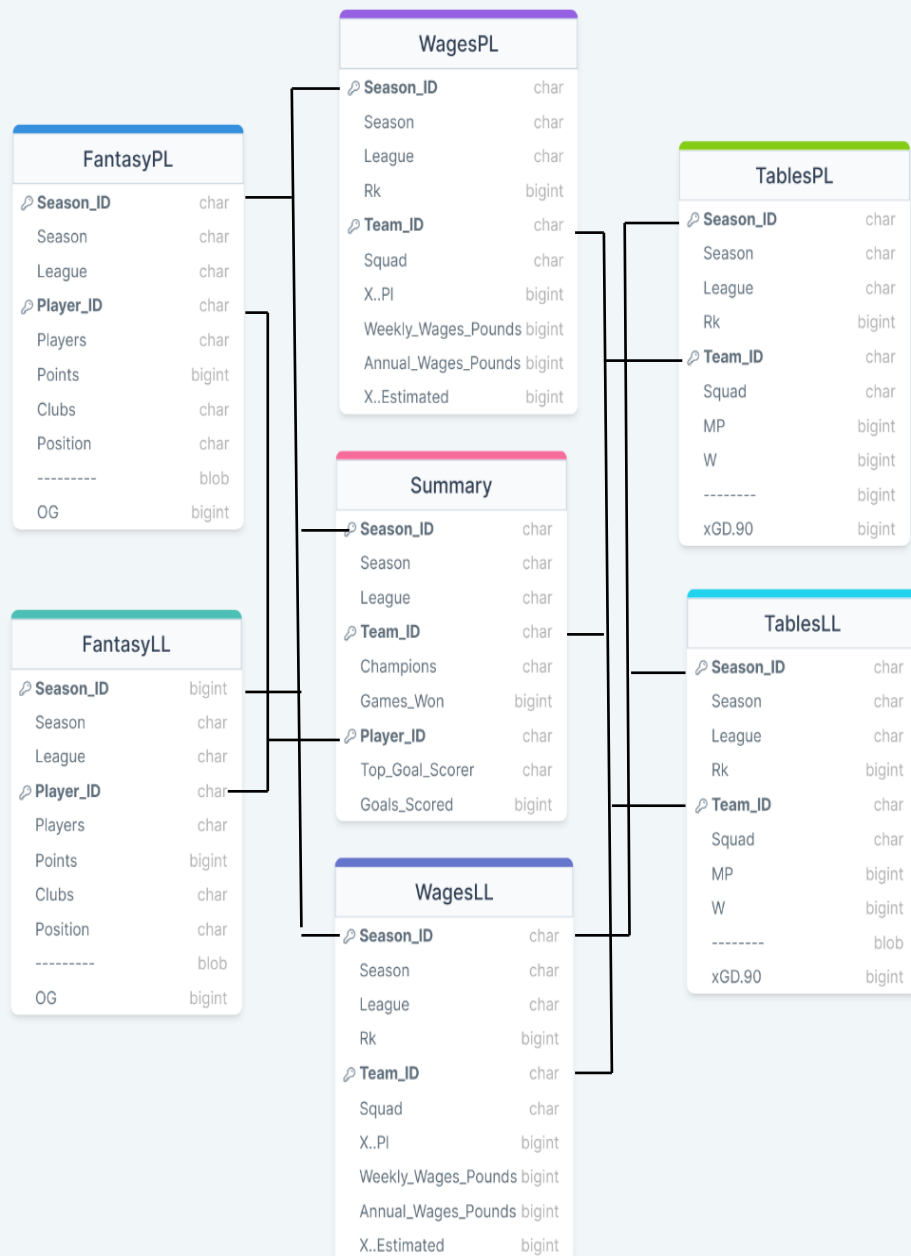 WagesPL
Season_ID char
Season char
League char
Rk bigint
Team_ID char
Squad char
X..Pl bigint
Weekly_Wages_Pounds bigint
Annual_Wages_Pounds bigint
X..Estimated bigint
FantasyPL
Season_ID char
Season char
League char
Player_ID char
Players char
Points bigint
Clubs char
Position char
--------- blob
OG bigint
TablesPL
Season_ID char
Season char
League char
Rk bigint
Team_ID char
Squad char
MP bigint
W bigint
-------- bigint
xGD.90 bigint
Summary
Season_ID char
Season char
League char
Team_ID char
Champions char
Games_Won bigint
Player_ID char
Top_Goal_Scorer char
Goals_Scored bigint
FantasyLL
Season_ID bigint
Season char
League char
Player_ID char
Players char
Points bigint
Clubs char
Position char
--------- blob
OG bigint
TablesLL
Season_ID char
Season char
League char
Rk bigint
Team_ID char
Squad char
MP bigint
W bigint
-------- blob
xGD.90 bigint
WagesLL
Season_ID char
Season char
League char
Rk bigint
Team_ID char
Squad char
X..Pl bigint
Weekly_Wages_Pounds bigint
Annual_Wages_Pounds bigint
X..Estimated bigint